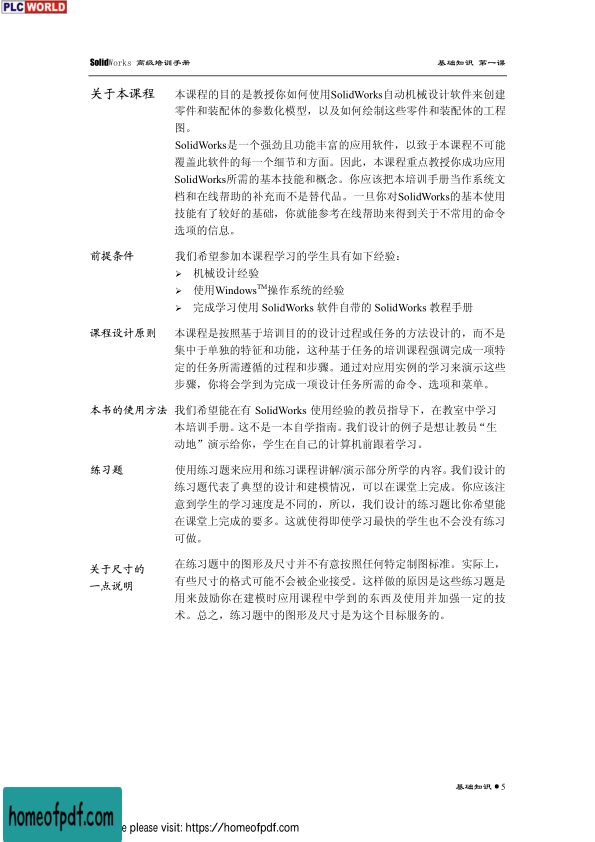 PLC WORLD
SolidWorks 高级培训手册 基础知识 第一课
关于本课程 本课程的目的是教授你如何使用SolidWorks自动机械设计软件来创建
零件和装配体的参数化模型，以及如何绘制这些零件和装配体的工程
图。
SolidWorks是一个强劲且功能丰富的应用软件，以致于本课程不可能
覆盖此软件的每一个细节和方面。因此，本课程重点教授你成功应用
SolidWorks所需的基本技能和概念。你应该把本培训手册当作系统文
档和在线帮助的补充而不是替代品。一旦你对SolidWorks的基本使用
技能有了较好的基础，你就能参考在线帮助来得到关于不常用的命令
选项的信息。
前提条件 我们希望参加本课程学习的学生具有如下经验：
➢ 机械设计经验
➢ 使用Windows™操作系统的经验
➢ 完成学习使用 SolidWorks 软件自带的 SolidWorks 教程手册
课程设计原则 本课程是按照基于培训目的的设计过程或任务的方法设计的，而不是
集中于单独的特征和功能，这种基于任务的培训课程强调完成一项特
定的任务所需遵循的过程和步骤。通过对应用实例的学习来演示这些
步骤，你将会学到为完成一项设计任务所需的命令、选项和菜单。
本书的使用方法 我们希望能在有 SolidWorks 使用经验的教员指导下，在教室中学习
本培训手册。这不是一本自学指南。我们设计的例子是想让教员“生
动地”演示给你，学生在自己的计算机前跟着学习。
练习题 使用练习题来应用和练习课程讲解/演示部分所学的内容。我们设计的
练习题代表了典型的设计和建模情况，可以在课堂上完成。你应该注
意到学生的学习速度是不同的，所以，我们设计的练习题比你希望能
在课堂上完成的要多。这就使得即使学习最快的学生也不会没有练习
可做。
关于尺寸的
一点说明
在练习题中的图形及尺寸并不有意按照任何特定制图标准。实际上，
有些尺寸的格式可能不会被企业接受。这样做的原因是这些练习题是
用来鼓励你在建模时应用课程中学到的东西及使用并加强一定的技
术。总之，练习题中的图形及尺寸是为这个目标服务的。
基础知识 ● 5
homeofpdf.com
e please visit: https://homeofpdf.com